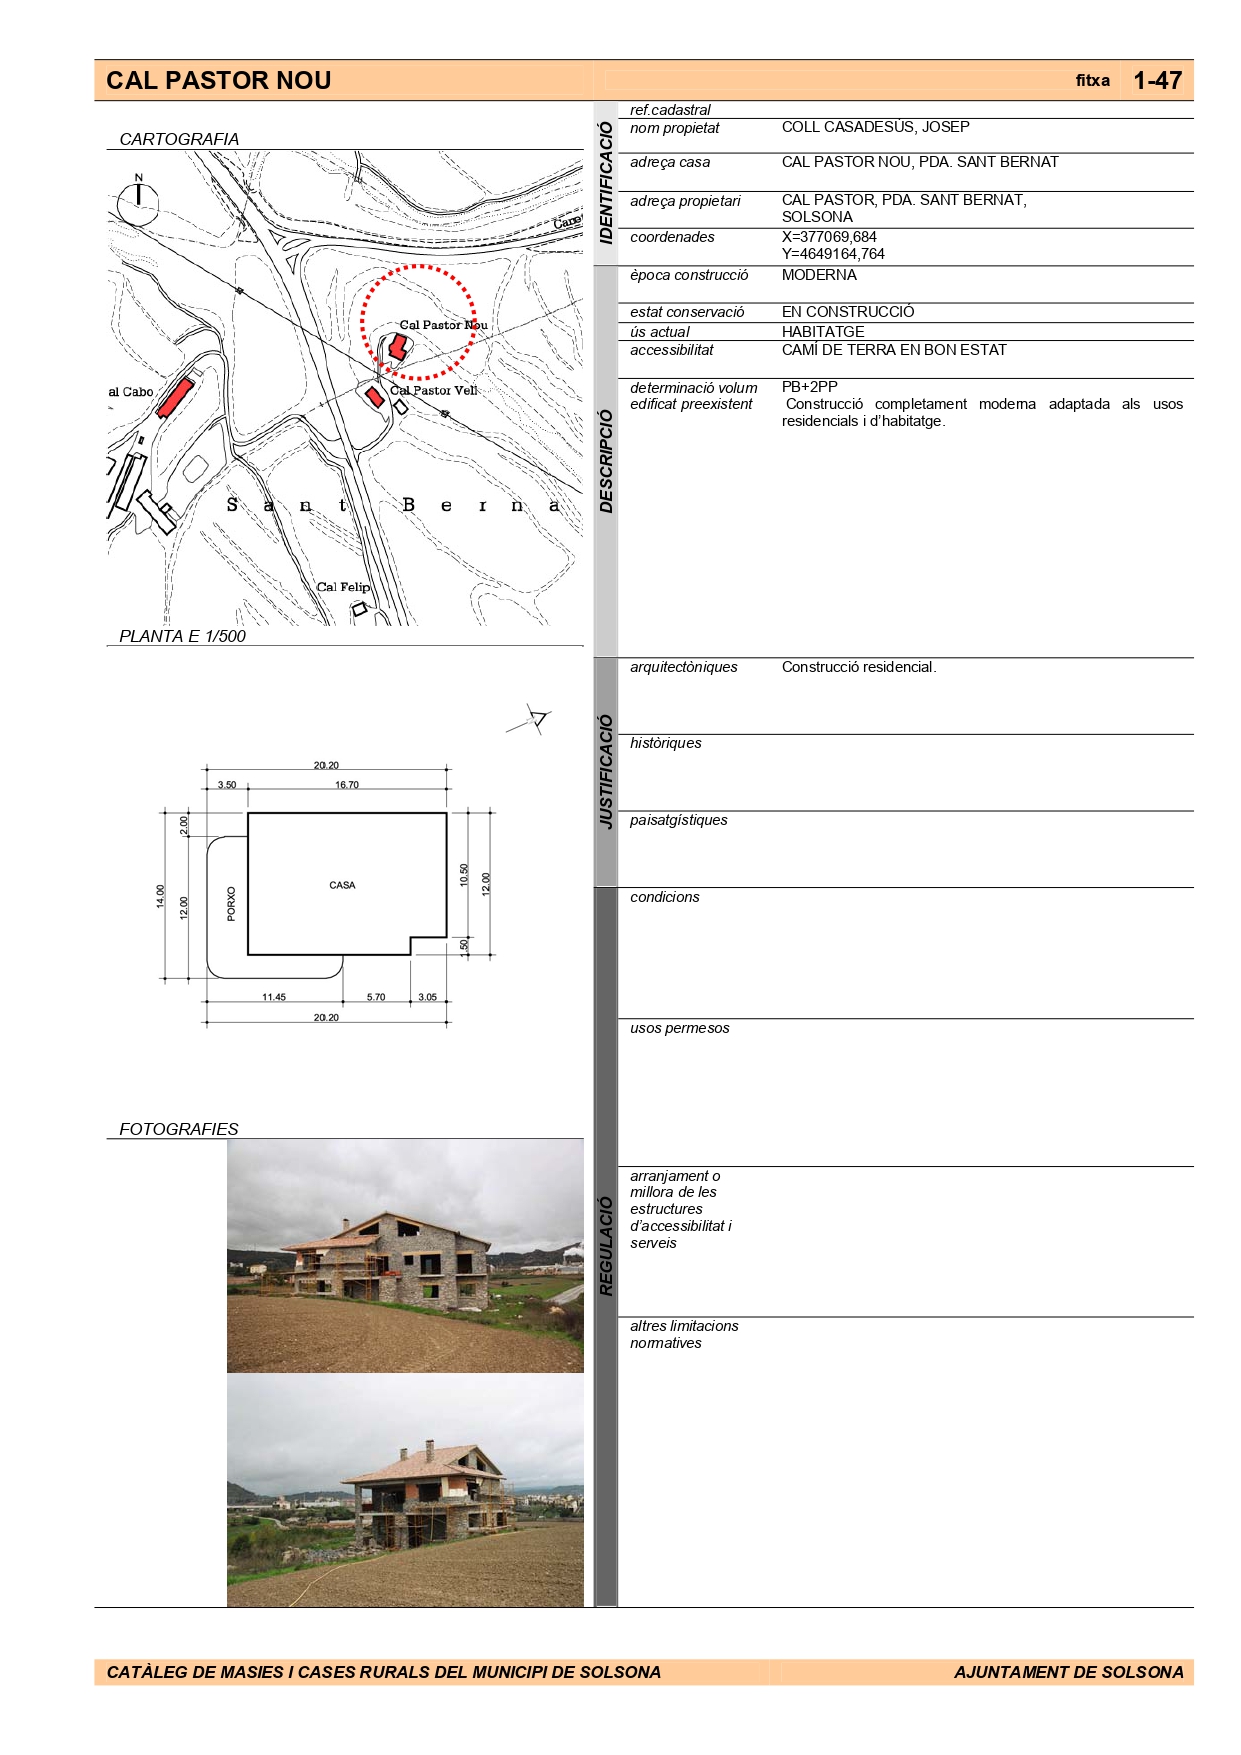 CAL PASTOR NOU
fitxa 1-47
CARTOGRAFIA
N
Cal Pastor Nou
Cal Pastor Vell
al Cabo
Sant Berna
Cal Felip
PLANTA E 1/500
20.20
3.50 16.70
2.00
14.00
12.00
PORXO
CASA
10.50
12.00
1.50
11.45 5.70 3.05
20.20
FOTOGRAFIES
IDENTIFICACIÓ
ref.cadastral
nom propietat COLL CASADESÚS, JOSEP
adreça casa CAL PASTOR NOU, PDA. SANT BERNAT
adreça propietari CAL PASTOR, PDA. SANT BERNAT,
SOLSONA
coordenades X=377069,684
Y=4649164,764
DESCRIPCIÓ
època construcció MODERNA
estat conservació EN CONSTRUCCIÓ
ús actual HABITATGE
accessibilitat CAMÍ DE TERRA EN BON ESTAT
determinació volum PB+2PP
edificat preexistent Construcció completament moderna adaptada als usos
residencials i d'habitatge.
JUSTIFICACIÓ
arquitectòniques Construcció residencial.
històriques
paisatgístiques
REGULACIÓ
condicions
usos permesos
arranjament o
millora de les
estructures
d'accessibilitat i
serveis
altres limitacions
normatives
CATÀLEG DE MASIES I CASES RURALS DEL MUNICIPI DE SOLSONA
AJUNTAMENT DE SOLSONA